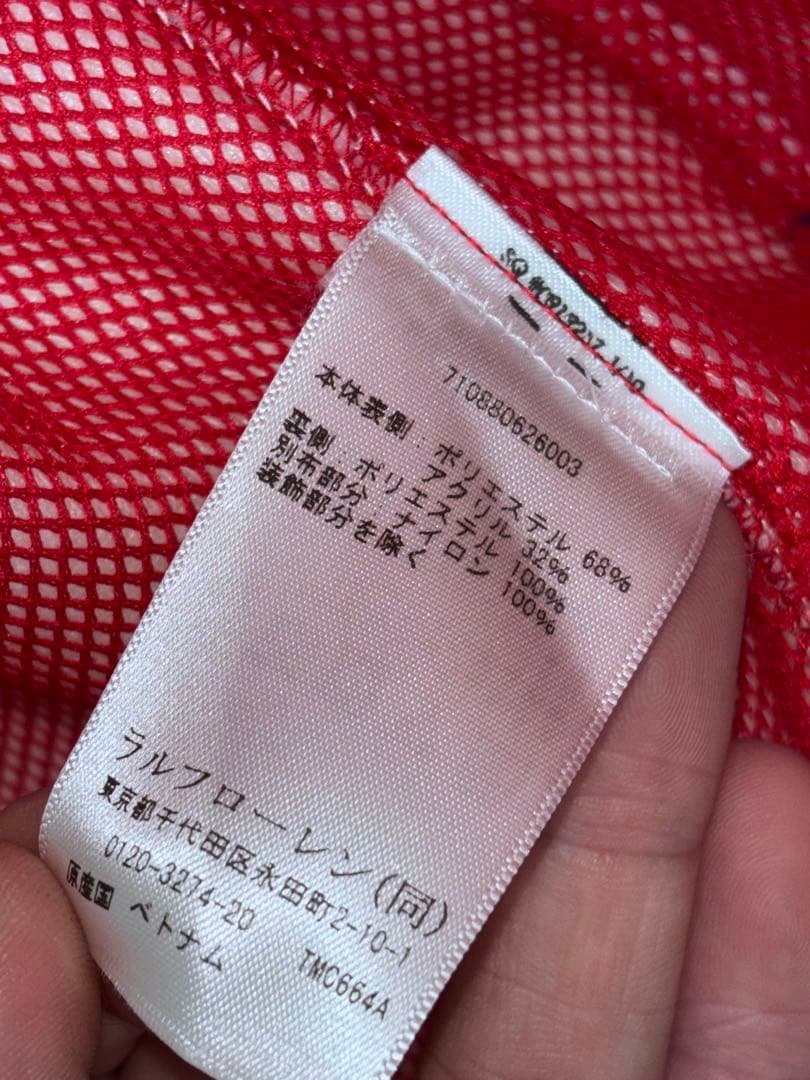 710880626003
本体表側：ポリエステル 68%
アクリル 32%
裏側：ポリエステル 100%
別布部分：ナイロン 100%
装飾部分を除く
ラルフローレン(同)
東京都千代田区永田町2-10-1
0120-3274-20
原産国 ベトナム TMC664A